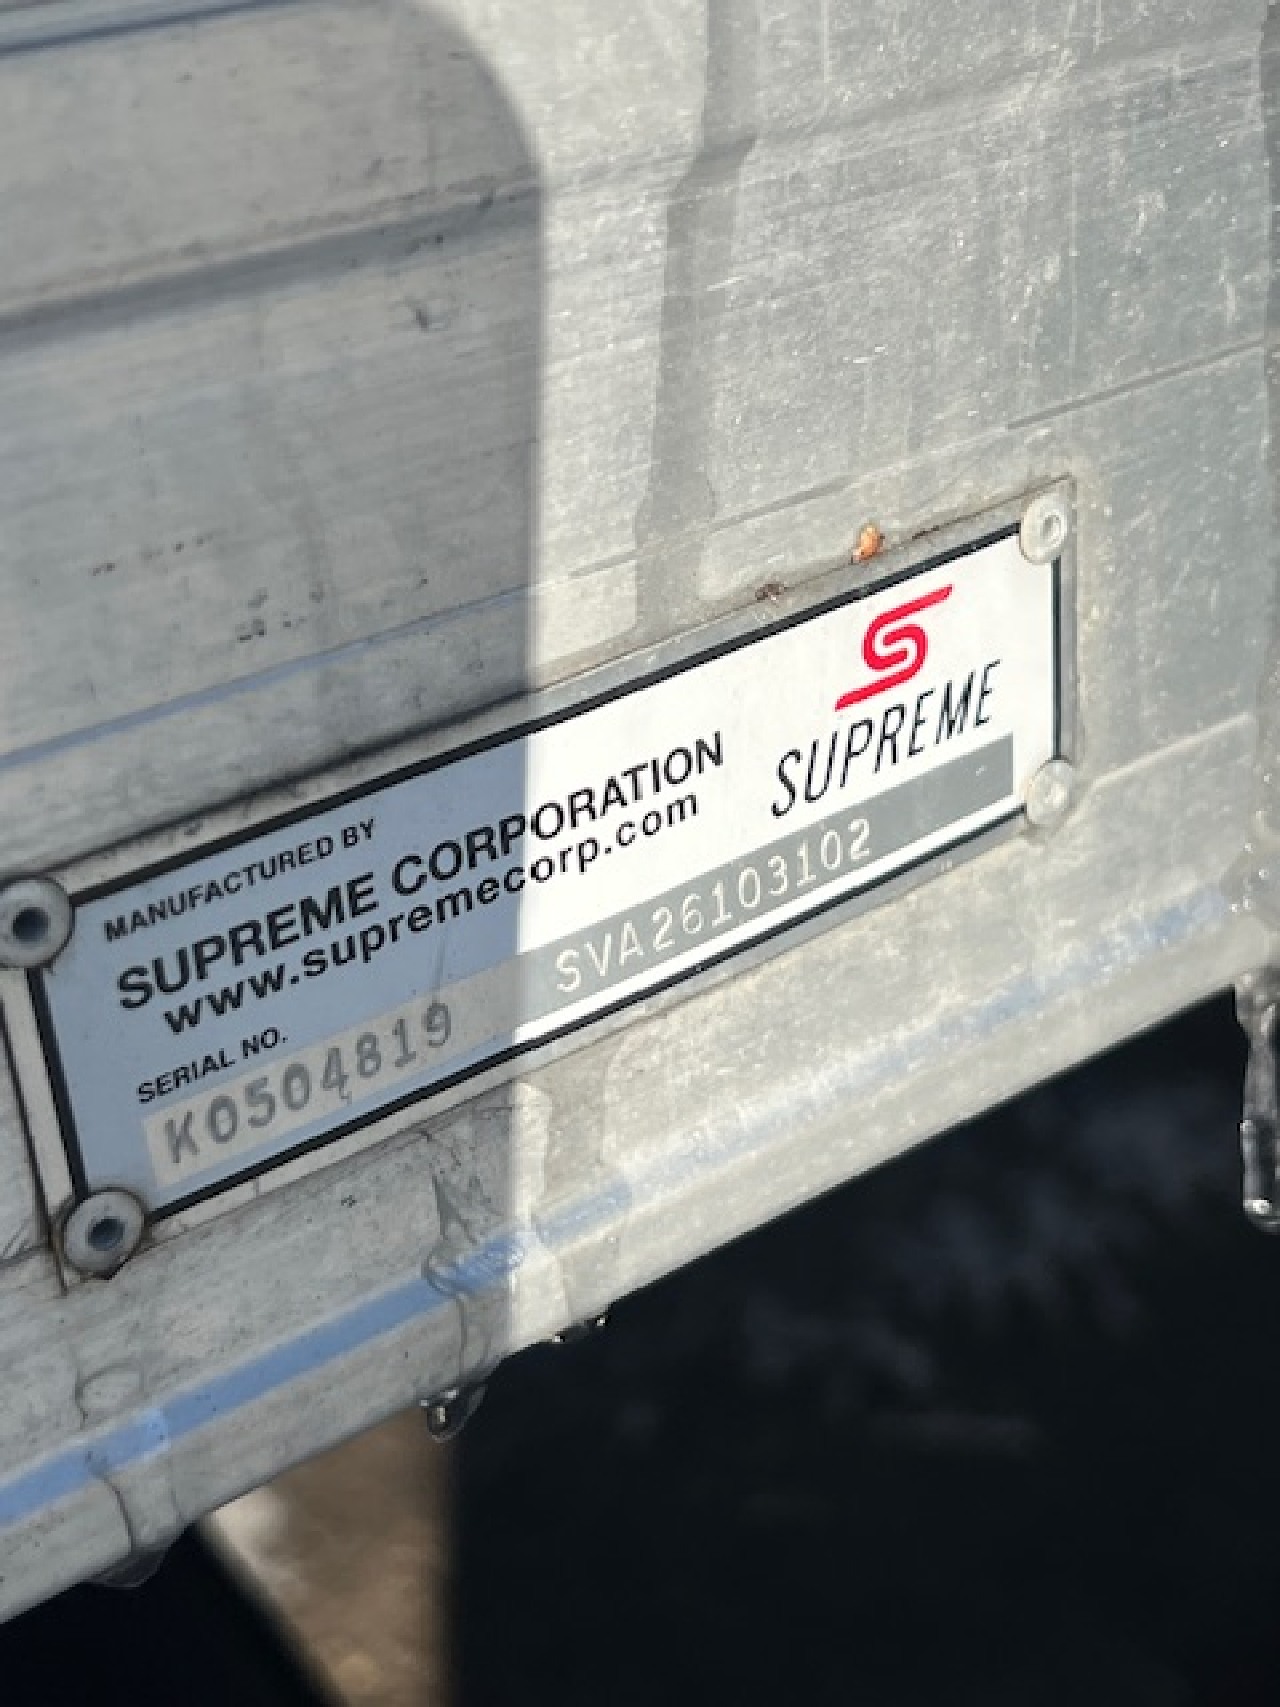 MANUFACTURED BY
SUPREME CORPORATION
www.supremecorp.com
SUPREME
SERIAL NO.
K0504819 SVA26103102